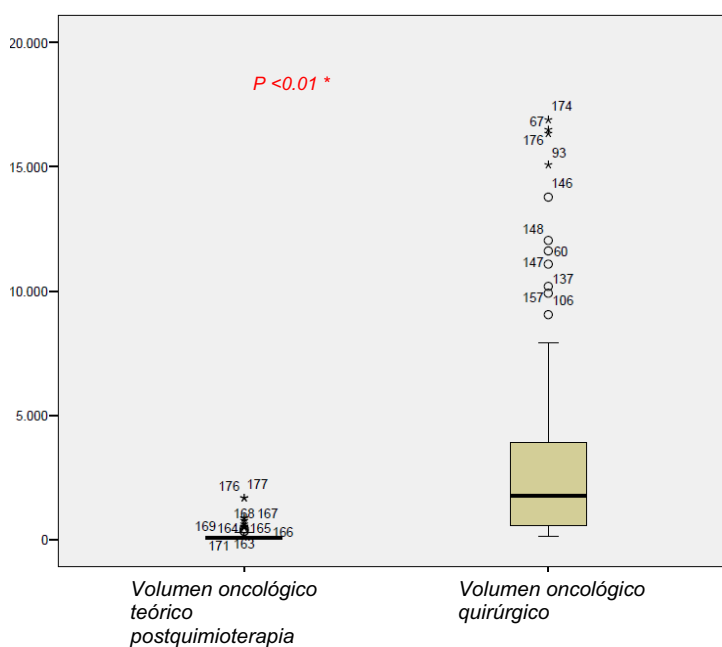 20.000
P <0.01 *
174
67
176
15.000
93
146
148
60
147
10.000
137
157
106
5.000
176 177
168 167
169 164 165 166
171 163
0
Volumen oncológico
teórico
postquimioterapia
Volumen oncológico
quirúrgico